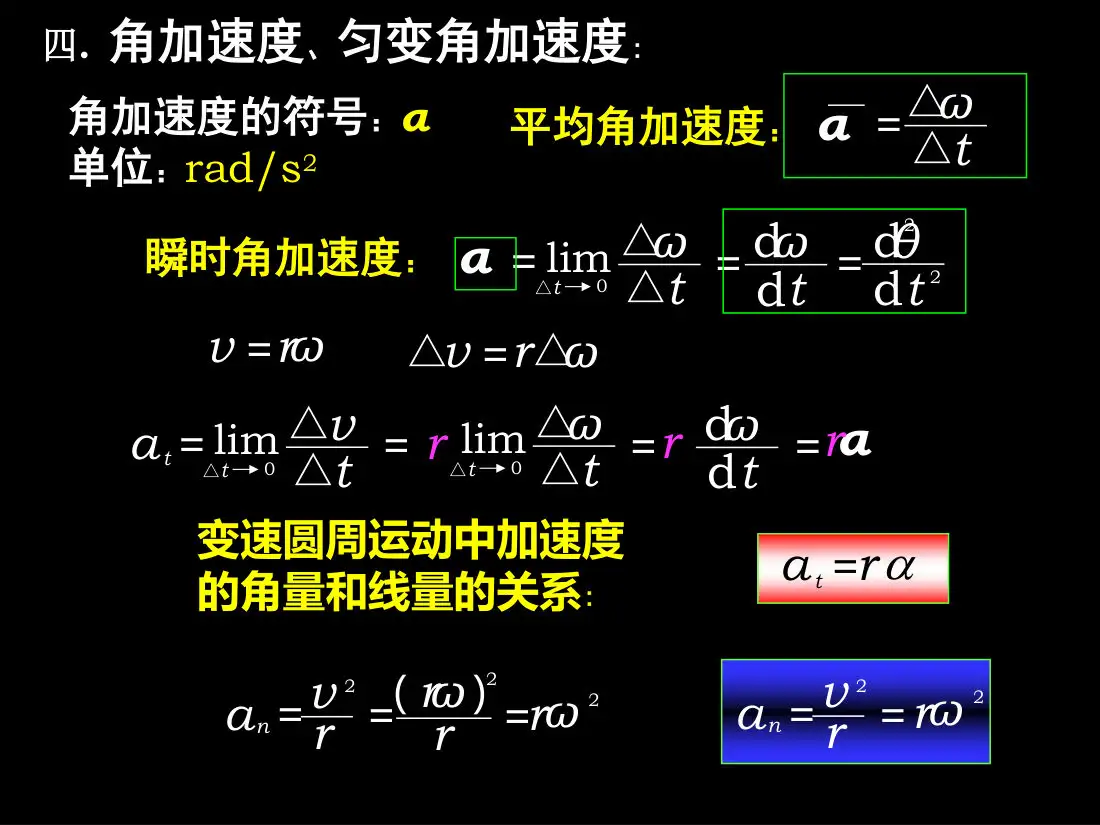 四. 角加速度、匀变角加速度:
角加速度的符号: a 平均角加速度: a̅ = △ω/△t
单位: rad/s²
瞬时角加速度: a = lim△t→0 △ω/△t = dω/dt = d²θ/dt²
υ = rω △υ = r△ω
aₜ = lim△t→0 △υ/△t = r lim△t→0 △ω/△t = r dω/dt = ra
变速圆周运动中加速度
的角量和线量的关系:
aₜ = rα
aₙ = υ²/r = (rω)²/r = rω² aₙ = υ²/r = rω²